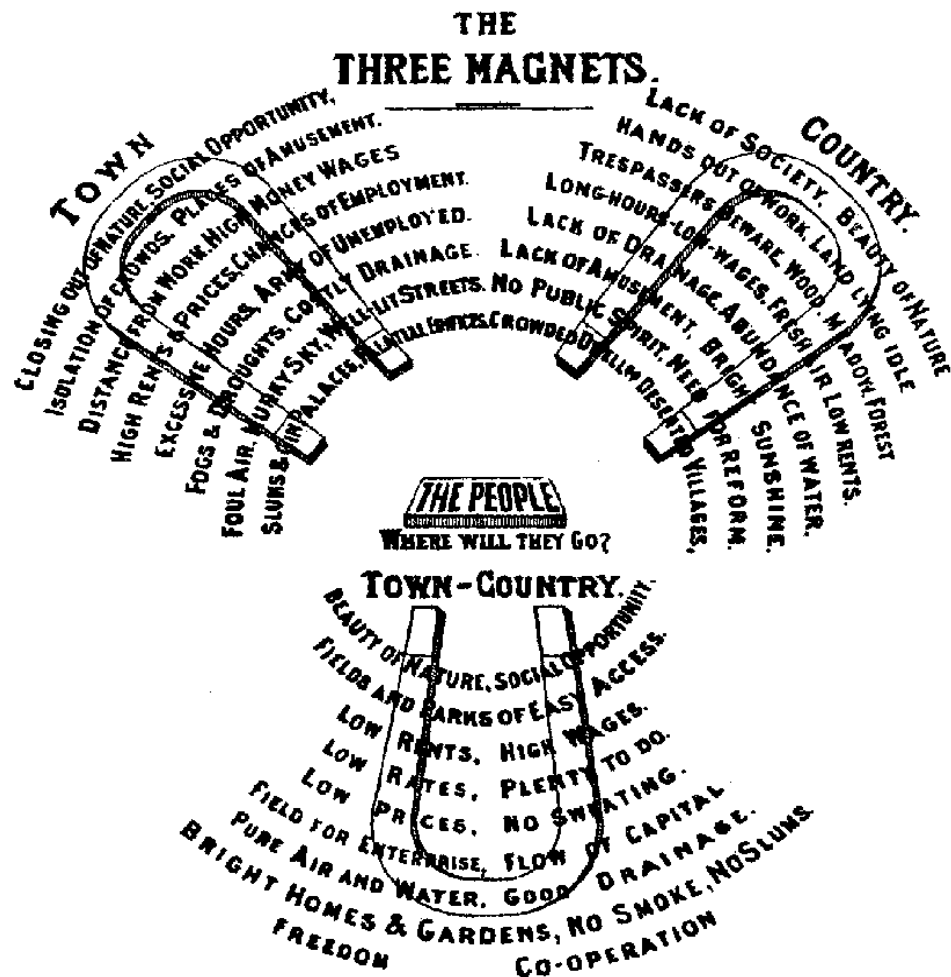 THE
THREE MAGNETS.
TOWN
CLOSING OUT OF NATURE. SOCIAL OPPORTUNITY.
ISOLATION OF CROWDS. PLACES OF AMUSEMENT.
DISTANCE FROM WORK. HIGH MONEY WAGES
HIGH RENTS & PRICES. CHANCES OF EMPLOYMENT.
EXCESSIVE HOURS. ARMY OF UNEMPLOYED.
FOGS & DROUGHTS. COSTLY DRAINAGE.
FOUL AIR. MURKY SKY. WELL-LIT STREETS.
SLUMS & GIN PALACES. EDIFICES.
COUNTRY.
LACK OF SOCIETY. BEAUTY OF NATURE
HANDS OUT OF WORK. LAND LYING IDLE
TRESPASSERS BEWARE. WOOD, MEADOW, FOREST
LONG-HOURS-LOW-WAGES. FRESH AIR LOW RENTS.
LACK OF DRAINAGE. ABUNDANCE OF WATER.
LACK OF AMUSEMENT. BRIGHT SUNSHINE.
NO PUBLIC SPIRIT. NEED FOR REFORM.
CROWDED DESERTED VILLAGES,
THE PEOPLE
WHERE WILL THEY GO?
TOWN-COUNTRY.
BEAUTY OF NATURE, SOCIAL OPPORTUNITY.
FIELDS AND PARKS OF EASY ACCESS.
LOW RENTS, HIGH WAGES.
LOW RATES, PLENTY TO DO.
LOW PRICES, NO SWEATING.
FIELD FOR ENTERPRISE, FLOW OF CAPITAL
PURE AIR AND WATER, GOOD DRAINAGE.
BRIGHT HOMES & GARDENS, NO SMOKE, NO SLUMS.
FREEDOM
CO-OPERATION